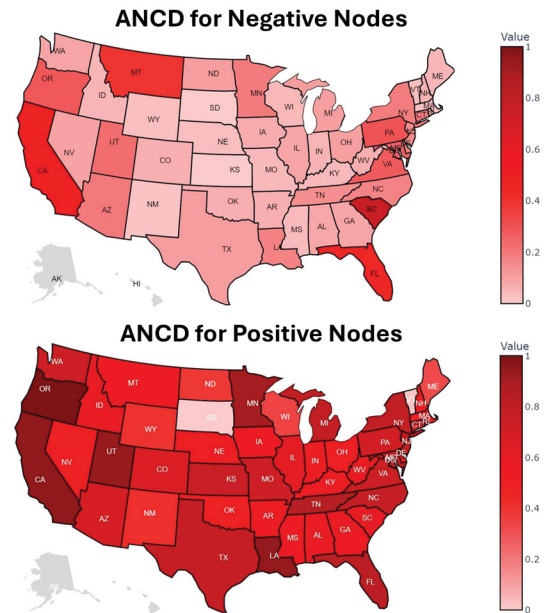 ANCD for Negative Nodes
Value
1
0.8
0.6
0.4
0.2
0
WA
OR
CA
NV
ID
MT
WY
UT
AZ
CO
NM
ND
SD
NE
KS
OK
TX
MN
IA
MO
AR
LA
WI
IL
MI
IN
OH
KY
TN
MS
AL
GA
FL
SC
NC
VA
WV
PA
NY
VT
NH
ME
MA
CT
AK
HI
ANCD for Positive Nodes
Value
1
0.8
0.6
0.4
0.2
0
WA
OR
CA
NV
ID
MT
WY
UT
AZ
CO
NM
ND
SD
NE
KS
OK
TX
MN
IA
MO
AR
LA
WI
IL
MI
IN
OH
KY
TN
MS
AL
GA
FL
SC
NC
VA
WV
PA
NY
NJ
DE
NH
ME
MA
CT
RI
AK